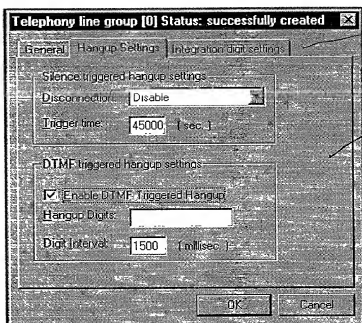 Telephony line group [0] Status: successfully created
General Hangup Settings Integration digit settings
Silence triggered hangup settings
Disconnection: Disable
Trigger time: 45000 ( sec. )
DTMF triggered hangup settings
Enable DTMF Triggered Hangup
Hangup Digits:
Digit Interval: 1500 ( millisec. )
OK Cancel